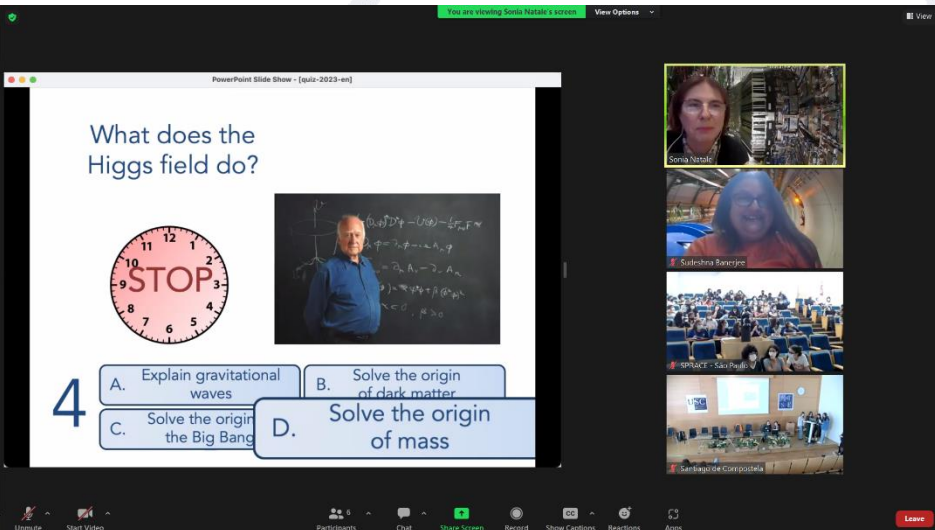 You are viewing Sonia Natale's screen
View Options
View
PowerPoint Slide Show - [quiz-2023-en]
What does the
Higgs field do?
12
1
2
3
4
5
6
7
8
9
10
11
STOP
4
A.
Explain gravitational
waves
B.
Solve the origin
of dark matter
C.
Solve the origin
the Big Bang
D.
Solve the origin
of mass
Sonia Natale
Sudeshna Banerjee
SPRACE - São Paulo
Santiago de Compostela
Unmute
Start Video
Participants
6
Chat
Share Screen
Record
CC
Show Captions
Reactions
Apps
Leave